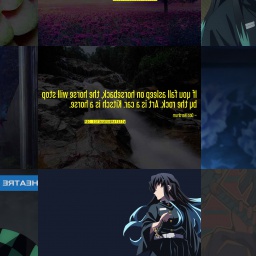 If you fall asleep on horseback, the horse will stop
by the rock. Art is a car. Kitsch is a horse.
HEATRE